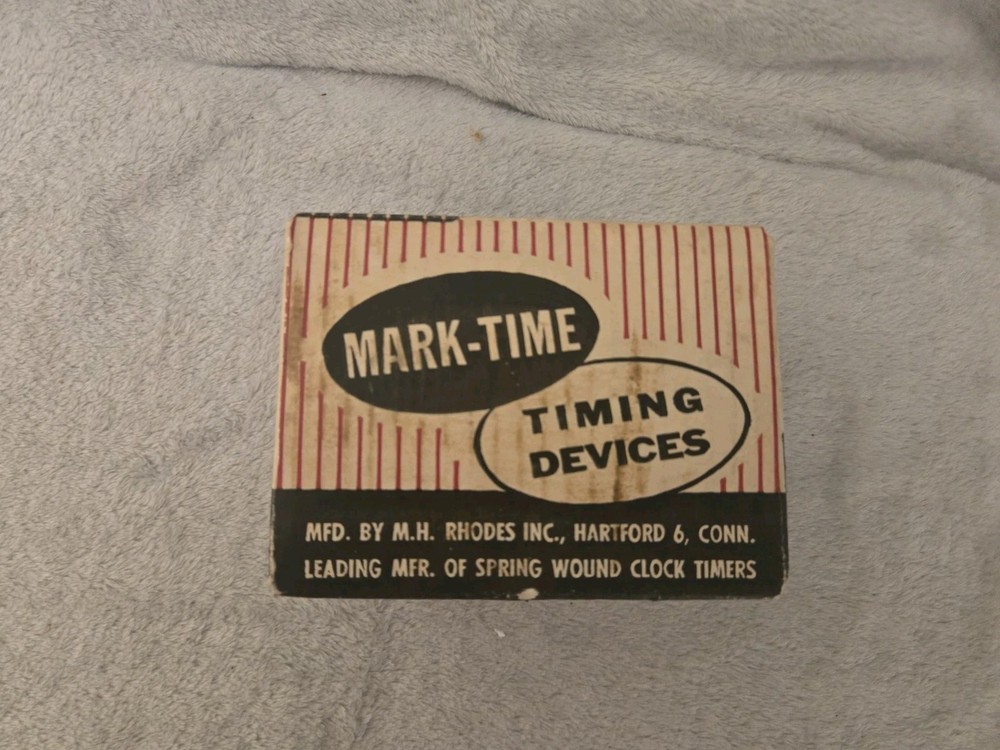 MARK-TIME
TIMING
DEVICES
MFD. BY M.H. RHODES INC., HARTFORD 6, CONN.
LEADING MFR. OF SPRING WOUND CLOCK TIMERS